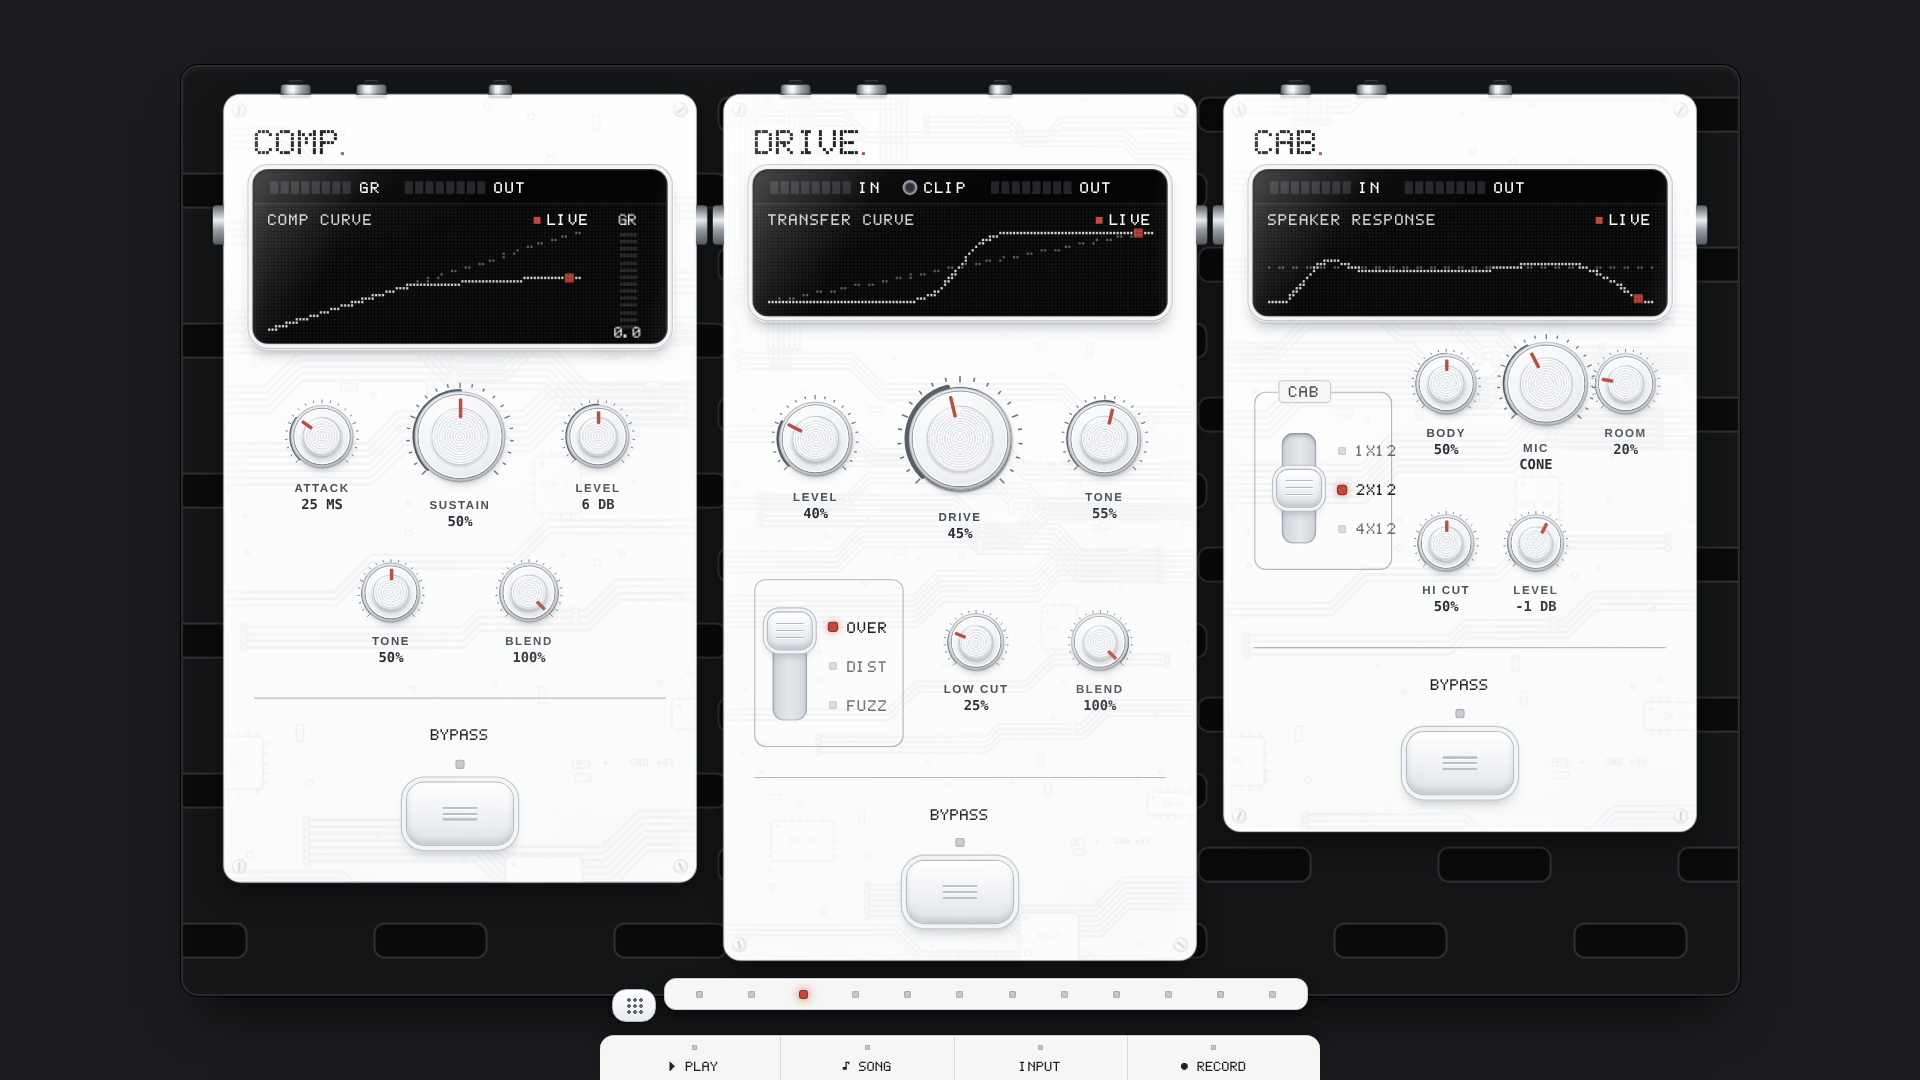 COMP.
GR OUT
COMP CURVE LIVE GR
0.0
ATTACK
25 MS
SUSTAIN
50%
LEVEL
6 DB
TONE
50%
BLEND
100%
BYPASS
DRIVE.
IN CLIP OUT
TRANSFER CURVE LIVE
LEVEL
40%
DRIVE
45%
TONE
55%
OVER
DIST
FUZZ
LOW CUT
25%
BLEND
100%
BYPASS
CAB.
IN OUT
SPEAKER RESPONSE LIVE
CAB
1X12
2X12
4X12
BODY
50%
MIC
CONE
ROOM
20%
HI CUT
50%
LEVEL
-1 DB
BYPASS
PLAY
SONG
INPUT
RECORD